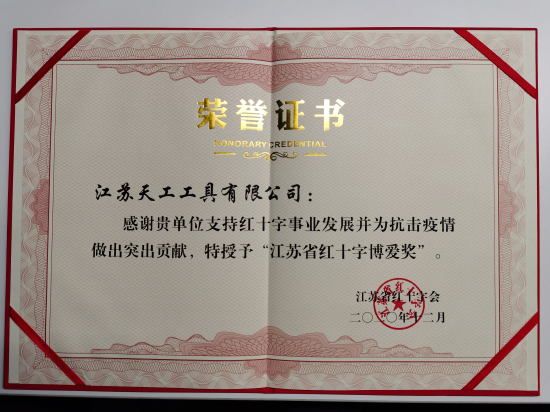 荣誉证书
HONORARY CREDENTIAL
江苏天工工具有限公司：
感谢贵单位支持红十字事业发展并为抗击疫情
做出突出贡献，特授予“江苏省红十字博爱奖”。
江苏省红十字会
二〇二〇年十二月